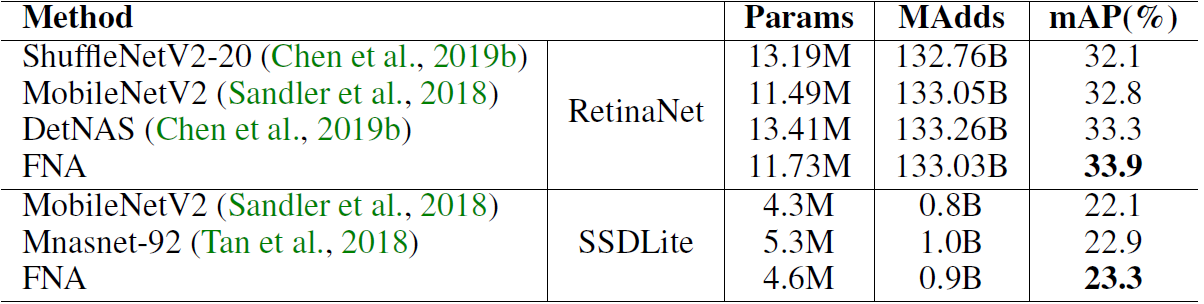 Method Params MAdds mAP(%)
ShuffleNetV2-20 (Chen et al., 2019b) 13.19M 132.76B 32.1
MobileNetV2 (Sandler et al., 2018) 11.49M 133.05B 32.8
RetinaNet
DetNAS (Chen et al., 2019b) 13.41M 133.26B 33.3
FNA 11.73M 133.03B 33.9
MobileNetV2 (Sandler et al., 2018) 4.3M 0.8B 22.1
Mnasnet-92 (Tan et al., 2018) SSDLite 5.3M 1.0B 22.9
FNA 4.6M 0.9B 23.3